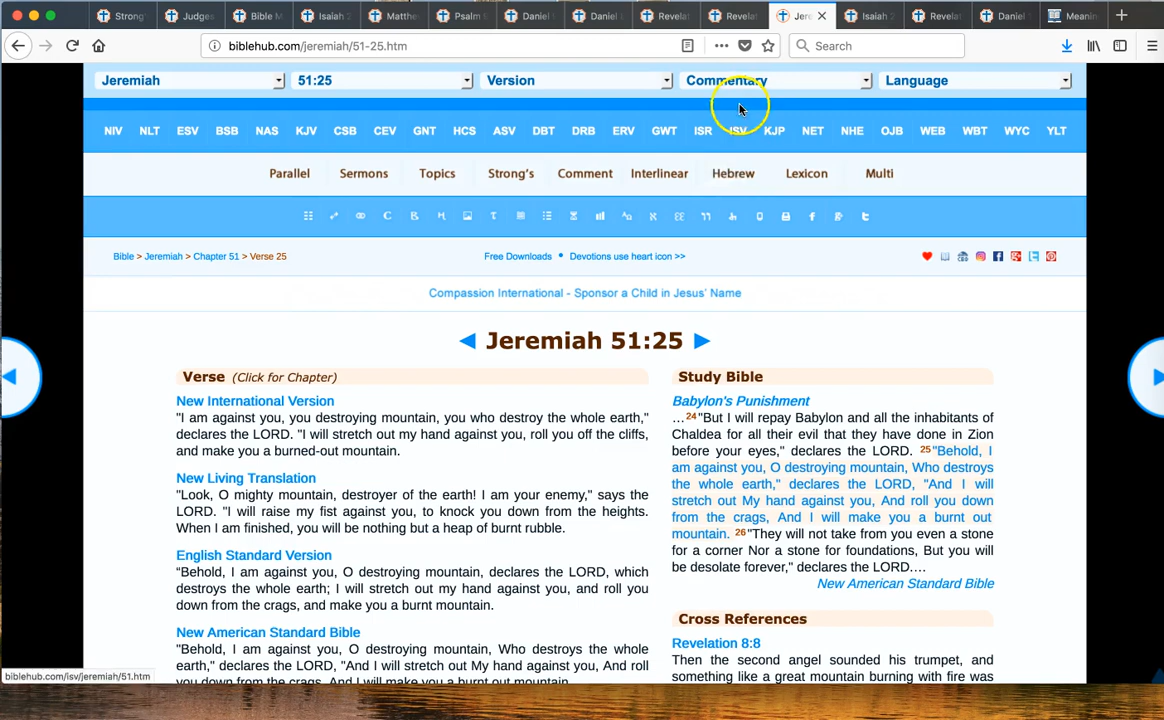 Strong'
Judges
Bible M
Isaiah 2
Matthe
Psalm
Daniel
Daniel
Revelat
Revela
Jere
Isaiah 2
Revela
Daniel
Meanin
biblehub.com/jeremiah/51-25.htm
Search
Jeremiah
51:25
Version
Commentary
Language
NIV NLT ESV BSB NAS KJV CSB CEV GNT HCS ASV DBT DRB ERV GWT ISR ISV KJP NET NHE OJB WEB WBT WYC YLT
Parallel Sermons Topics Strong's Comment Interlinear Hebrew Lexicon Multi
Bible > Jeremiah > Chapter 51 > Verse 25
Free Downloads • Devotions use heart icon >>
Compassion International - Sponsor a Child in Jesus' Name
◄ Jeremiah 51:25 ►
Verse (Click for Chapter)
New International Version
"I am against you, you destroying mountain, you who destroy the whole earth,"
declares the LORD. "I will stretch out my hand against you, roll you off the cliffs,
and make you a burned-out mountain.
New Living Translation
"Look, O mighty mountain, destroyer of the earth! I am your enemy," says the
LORD. "I will raise my fist against you, to knock you down from the heights.
When I am finished, you will be nothing but a heap of burnt rubble.
English Standard Version
"Behold, I am against you, O destroying mountain, declares the LORD, which
destroys the whole earth; I will stretch out my hand against you, and roll you
down from the crags, and make you a burnt mountain.
New American Standard Bible
"Behold, I am against you, O destroying mountain, Who destroys the whole
earth," declares the LORD, "And I will stretch out My hand against you, And roll
you down from the crags, And I will make you a burnt out mountain.
Study Bible
Babylon's Punishment
…24"But I will repay Babylon and all the inhabitants of
Chaldea for all their evil that they have done in Zion
before your eyes," declares the LORD. 25"Behold, I
am against you, O destroying mountain, Who destroys
the whole earth," declares the LORD, "And I will
stretch out My hand against you, And roll you down
from the crags, And I will make you a burnt out
mountain. 26"They will not take from you even a stone
for a corner Nor a stone for foundations, But you will
be desolate forever," declares the LORD.…
New American Standard Bible
Cross References
Revelation 8:8
Then the second angel sounded his trumpet, and
something like a great mountain burning with fire was
biblehub.com/isv/jeremiah/51.htm